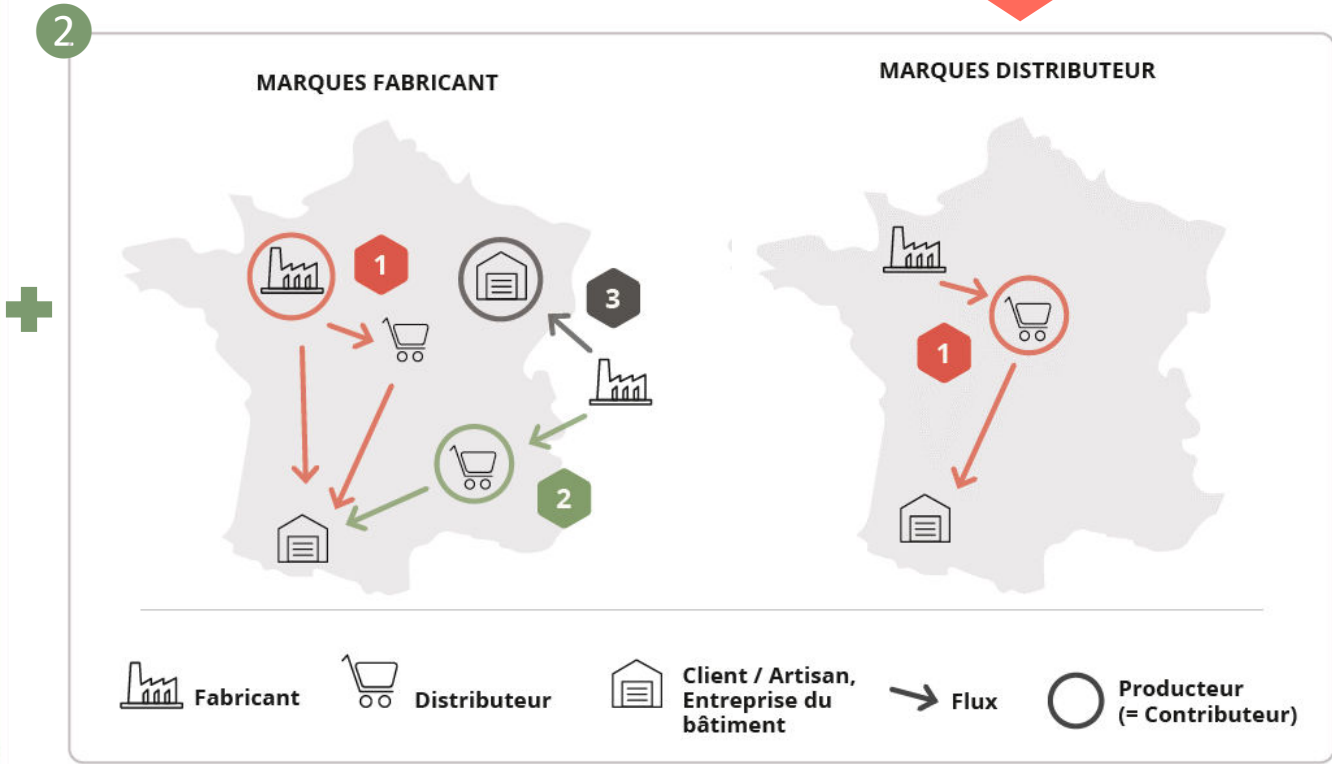 2.
MARQUES FABRICANT
MARQUES DISTRIBUTEUR
1
3
2
1
Fabricant
Distributeur
Client / Artisan,
Entreprise du
bâtiment
Flux
Producteur
(= Contributeur)